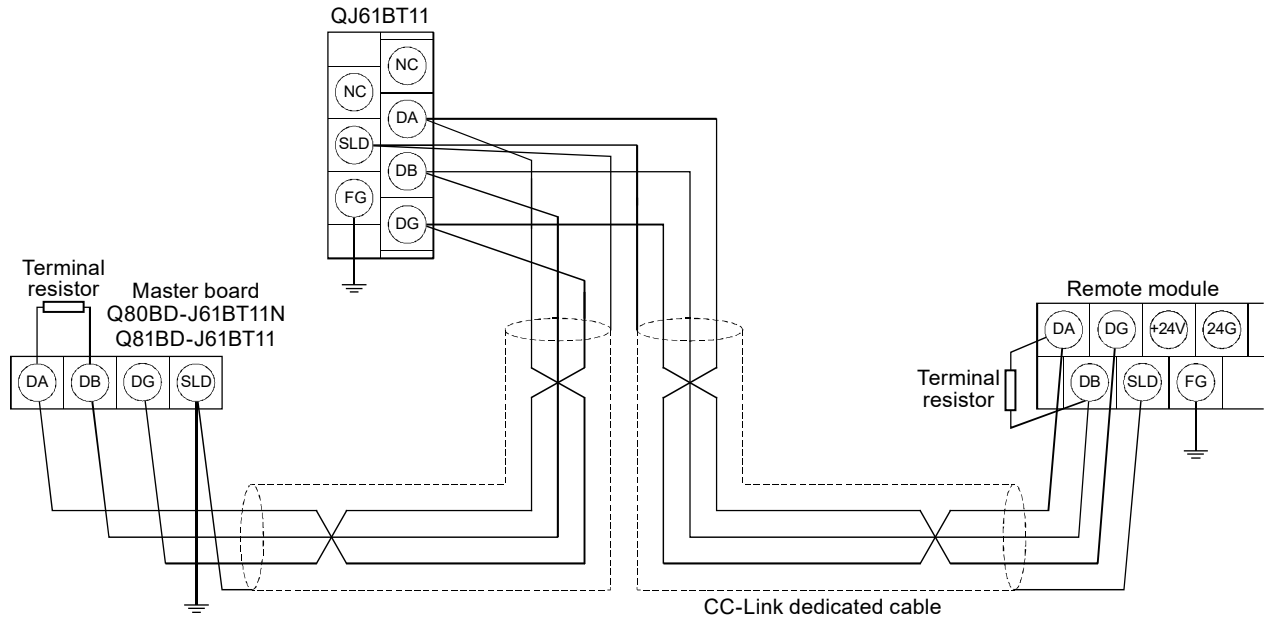 QJ61BT11
NC
NC
DA
SLD
DB
FG
DG
Terminal
resistor
Master board
Q80BD-J61BT11N
Q81BD-J61BT11
DA DB DG SLD
Remote module
DA DG +24V 24G
Terminal
resistor
DB SLD FG
CC-Link dedicated cable